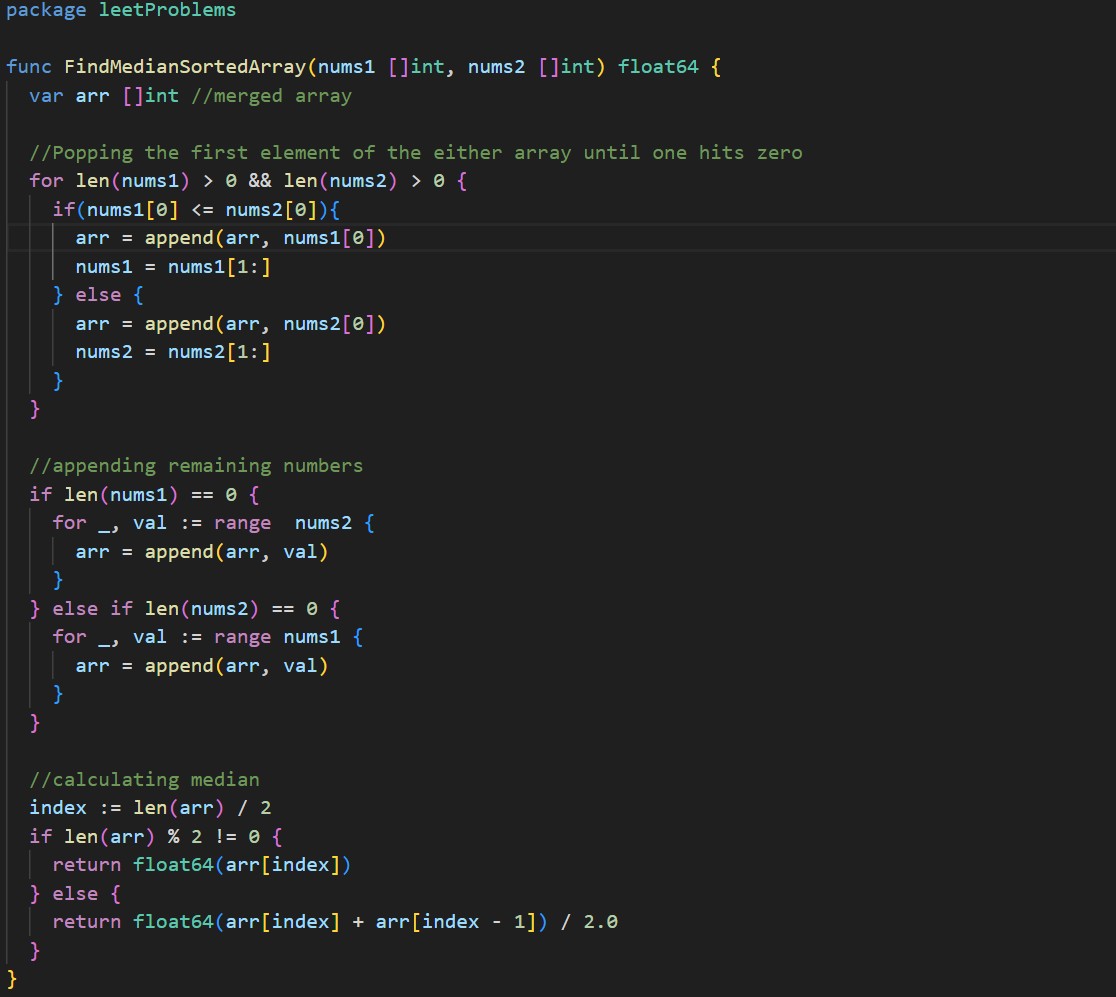 package leetProblems
func FindMedianSortedArray(nums1 []int, nums2 []int) float64 {
  var arr []int //merged array
  //Popping the first element of the either array until one hits zero
  for len(nums1) > 0 && len(nums2) > 0 {
    if(nums1[0] <= nums2[0]){
      arr = append(arr, nums1[0])
      nums1 = nums1[1:]
    } else {
      arr = append(arr, nums2[0])
      nums2 = nums2[1:]
    }
  }
  //appending remaining numbers
  if len(nums1) == 0 {
    for _, val := range  nums2 {
      arr = append(arr, val)
    }
  } else if len(nums2) == 0 {
    for _, val := range nums1 {
      arr = append(arr, val)
    }
  }
  //calculating median
  index := len(arr) / 2
  if len(arr) % 2 != 0 {
    return float64(arr[index])
  } else {
    return float64(arr[index] + arr[index - 1]) / 2.0
  }
}